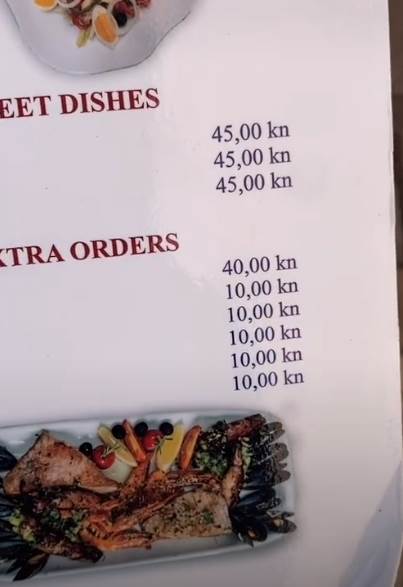 EET DISHES
45,00 kn
45,00 kn
45,00 kn
XTRA ORDERS
40,00 kn
10,00 kn
10,00 kn
10,00 kn
10,00 kn
10,00 kn